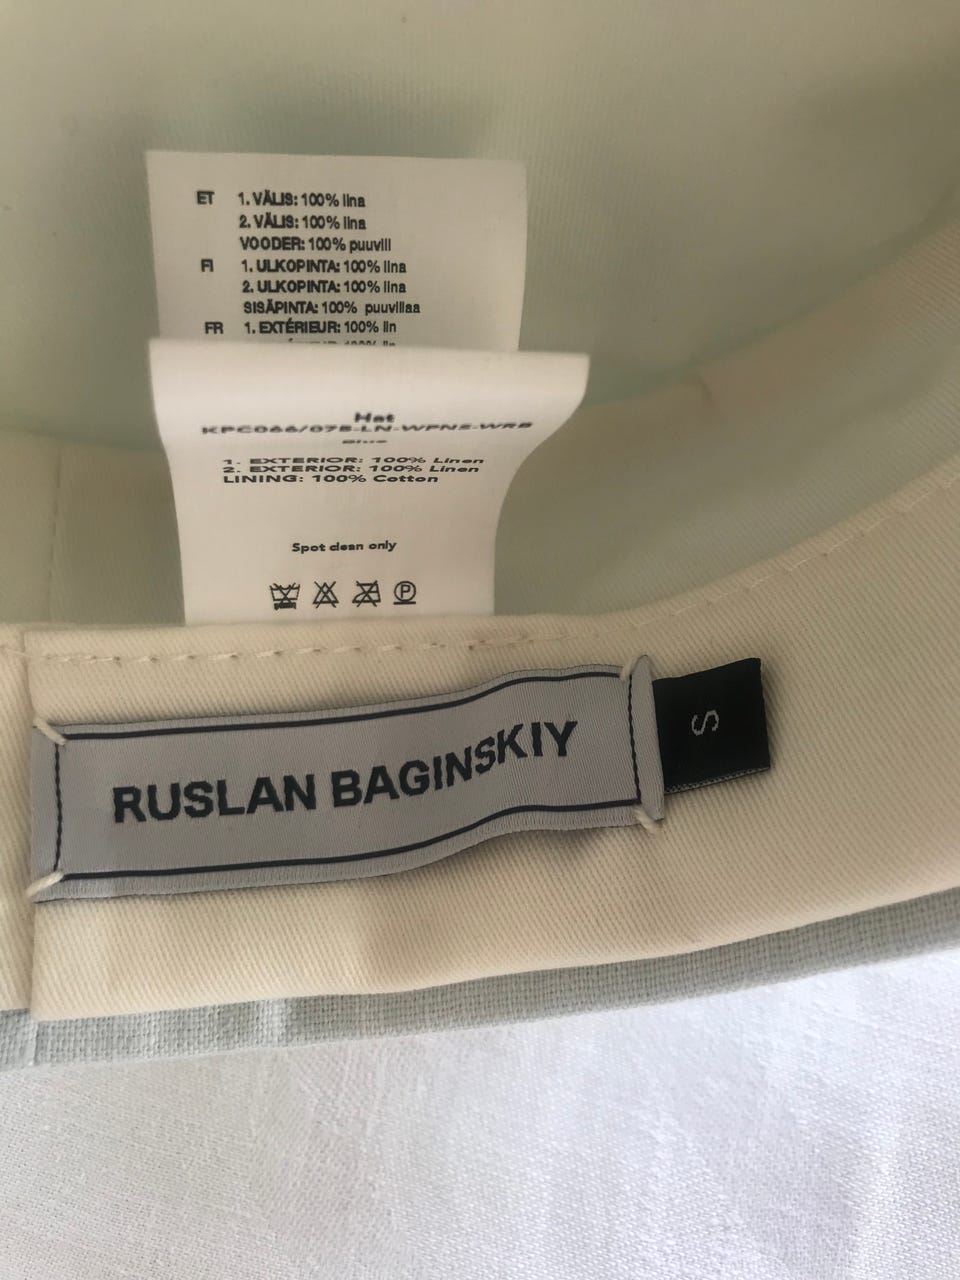 ET 1. VÄLIS: 100% lina
2. VÄLIS: 100% lina
VOODER: 100% puuvill
FI 1. ULKOPINTA: 100% lina
2. ULKOPINTA: 100% lina
SISÄPINTA: 100% puuvillaa
FR 1. EXTÉRIEUR: 100% lin
Hat
Blue
1. EXTERIOR: 100% Linen
2. EXTERIOR: 100% Linen
LINING: 100% Cotton
Spot clean only
P
RUSLAN BAGINSKIY
S